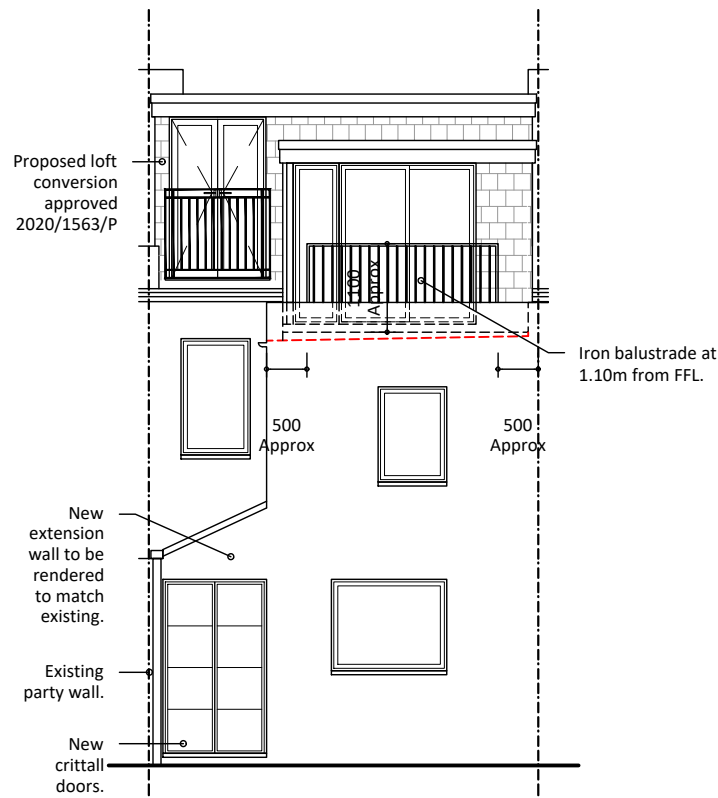 Proposed loft
conversion
approved
2020/1563/P
1100
Approx
Iron balustrade at
1.10m from FFL.
500
Approx
500
Approx
New
extension
wall to be
rendered
to match
existing.
Existing
party wall.
New
crittall
doors.